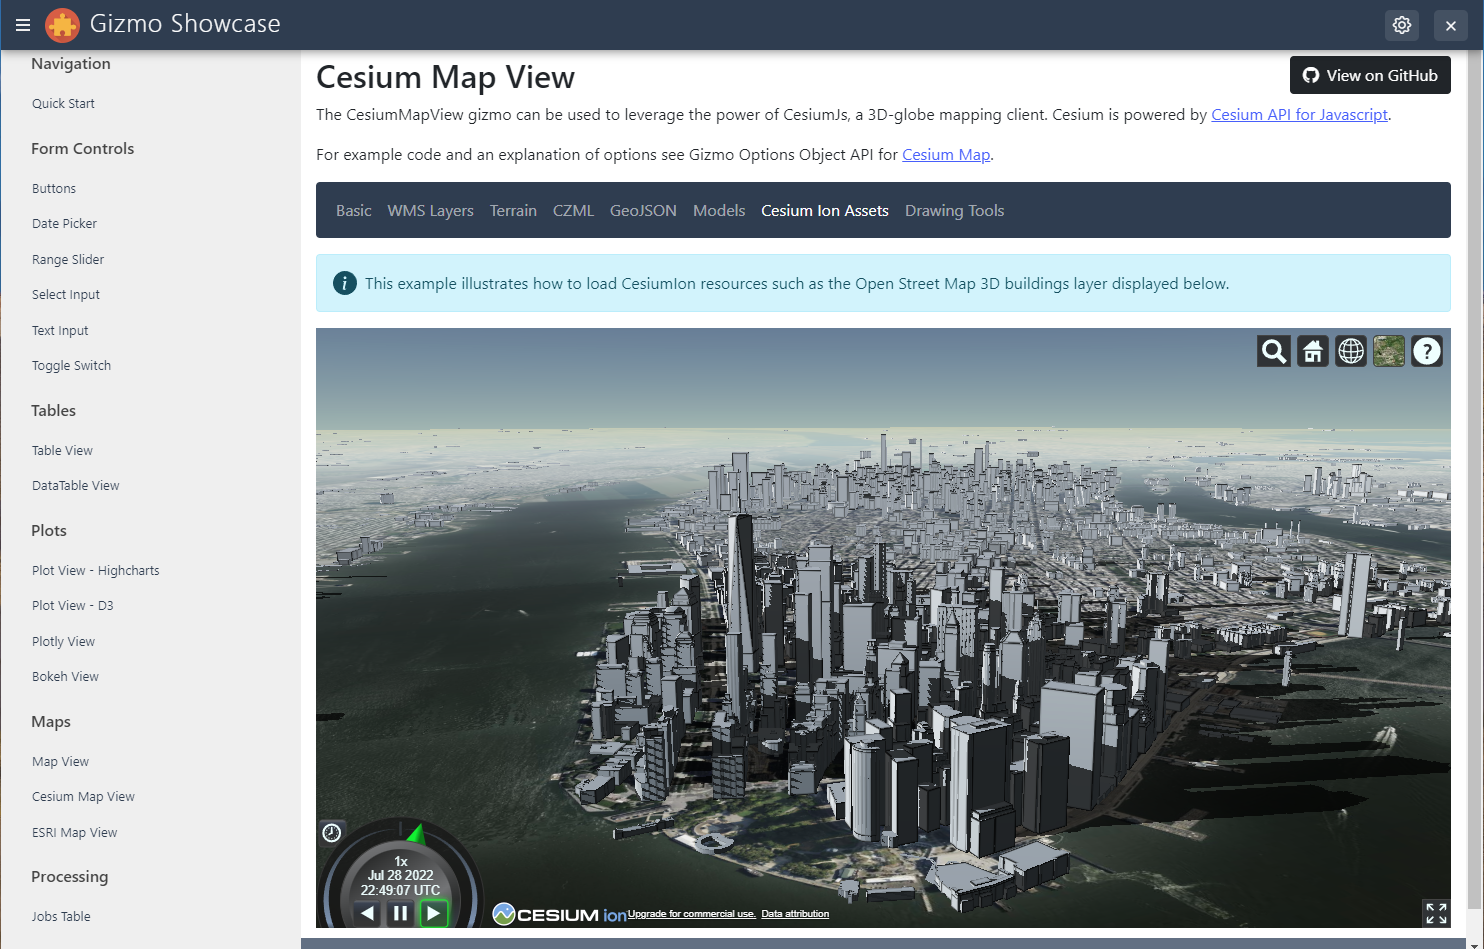 Gizmo Showcase
Navigation
Quick Start
Form Controls
Buttons
Date Picker
Range Slider
Select Input
Text Input
Toggle Switch
Tables
Table View
DataTable View
Plots
Plot View - Highcharts
Plot View - D3
Plotly View
Bokeh View
Maps
Map View
Cesium Map View
ESRI Map View
Processing
Jobs Table
Cesium Map View
View on GitHub
The CesiumMapView gizmo can be used to leverage the power of CesiumJs, a 3D-globe mapping client. Cesium is powered by Cesium API for Javascript.
For example code and an explanation of options see Gizmo Options Object API for Cesium Map.
Basic WMS Layers Terrain CZML GeoJSON Models Cesium Ion Assets Drawing Tools
This example illustrates how to load CesiumIon resources such as the Open Street Map 3D buildings layer displayed below.
1x
Jul 28 2022
22:49:07 UTC
CESIUM ion Upgrade for commercial use. Data attribution